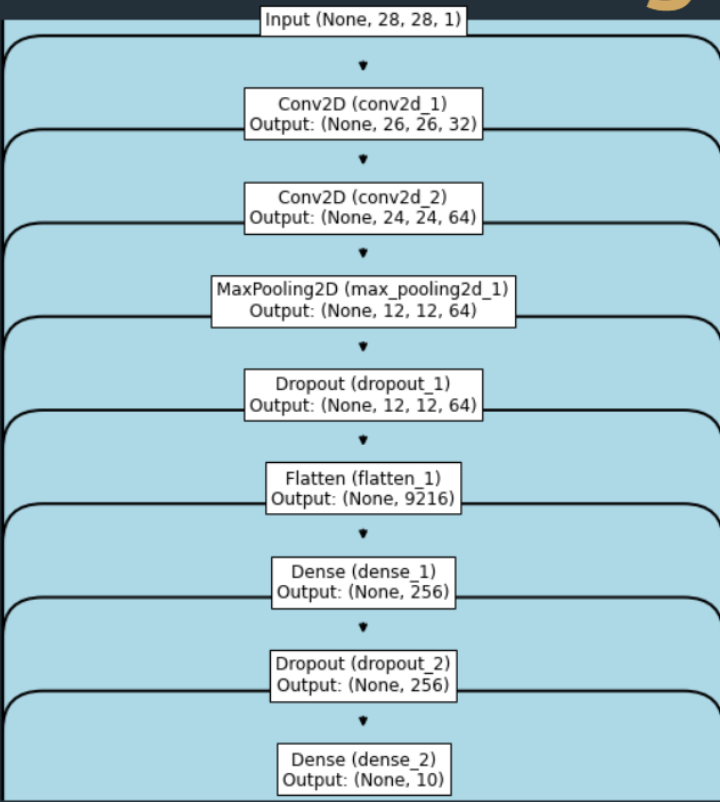 Input (None, 28, 28, 1)
Conv2D (conv2d_1)
Output: (None, 26, 26, 32)
Conv2D (conv2d_2)
Output: (None, 24, 24, 64)
MaxPooling2D (max_pooling2d_1)
Output: (None, 12, 12, 64)
Dropout (dropout_1)
Output: (None, 12, 12, 64)
Flatten (flatten_1)
Output: (None, 9216)
Dense (dense_1)
Output: (None, 256)
Dropout (dropout_2)
Output: (None, 256)
Dense (dense_2)
Output: (None, 10)